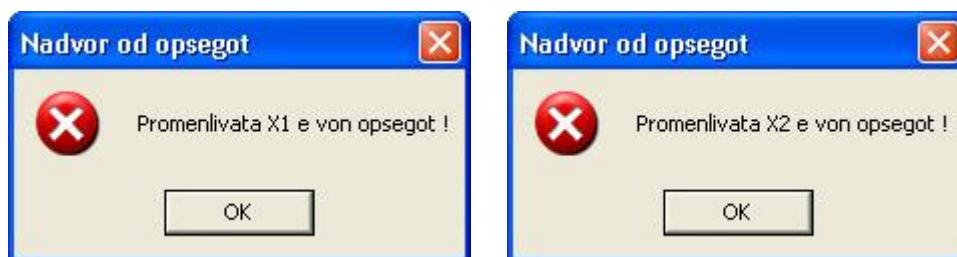 Nadvor od opsegot
Promenlivata X1 e von opsegot !
OK
Nadvor od opsegot
Promenlivata X2 e von opsegot !
OK